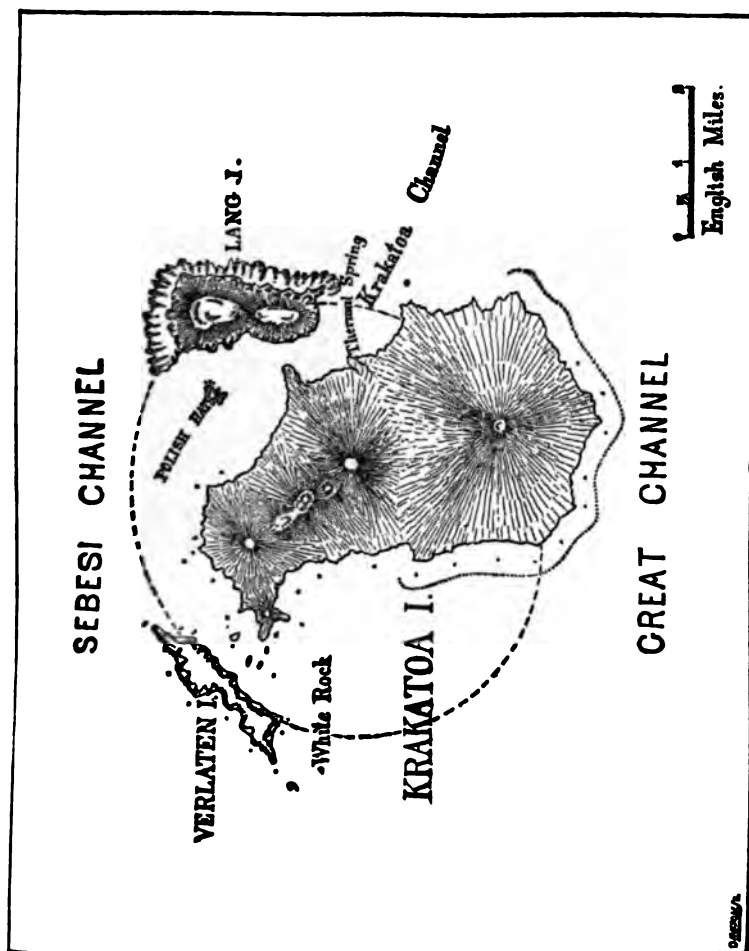 SEBESI CHANNEL
LANG I.
POLISH HAT
VERLATEN I.
Thermal Spring
Krakatoa Channel
White Rock
KRAKATOA I.
GREAT CHANNEL
English Miles.